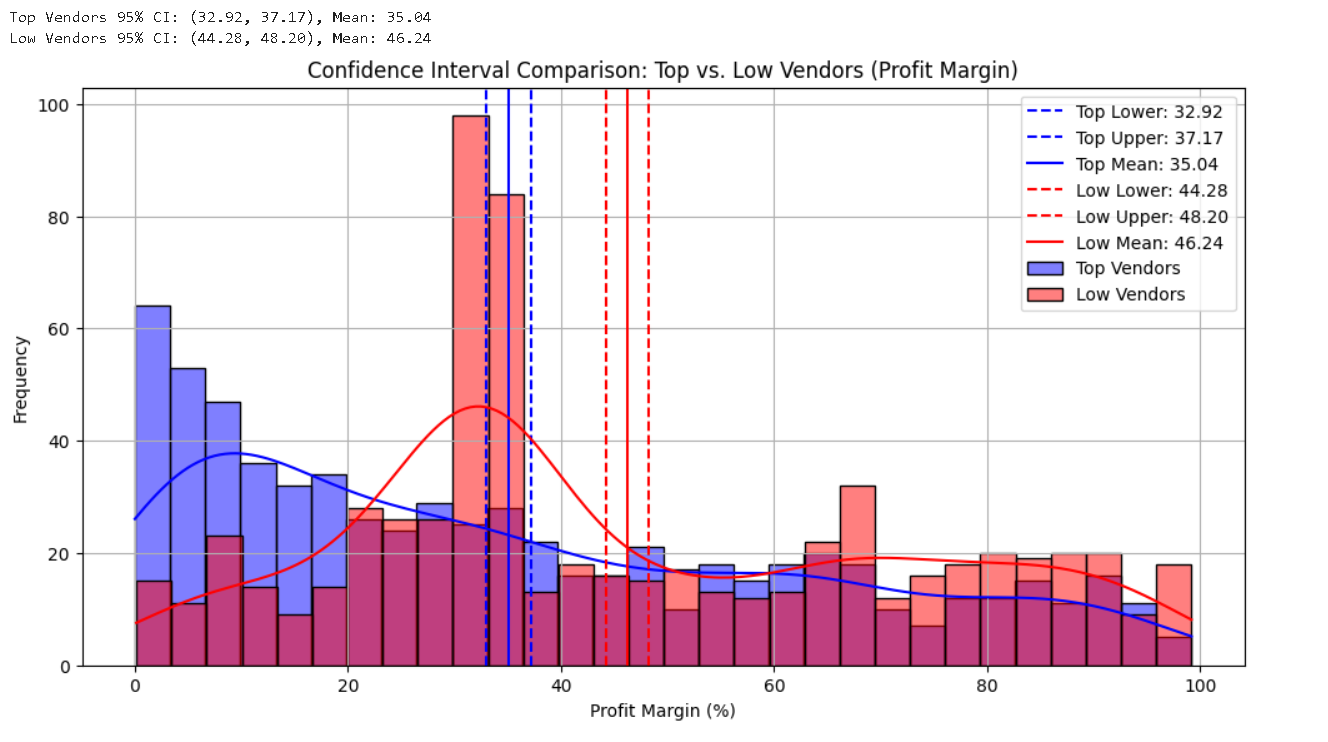 Top Vendors 95% CI: (32.92, 37.17), Mean: 35.04
Low Vendors 95% CI: (44.28, 48.20), Mean: 46.24
Confidence Interval Comparison: Top vs. Low Vendors (Profit Margin)
100
80
60
40
20
0
Frequency
Top Lower: 32.92
Top Upper: 37.17
Top Mean: 35.04
Low Lower: 44.28
Low Upper: 48.20
Low Mean: 46.24
Top Vendors
Low Vendors
0 20 40 60 80 100
Profit Margin (%)